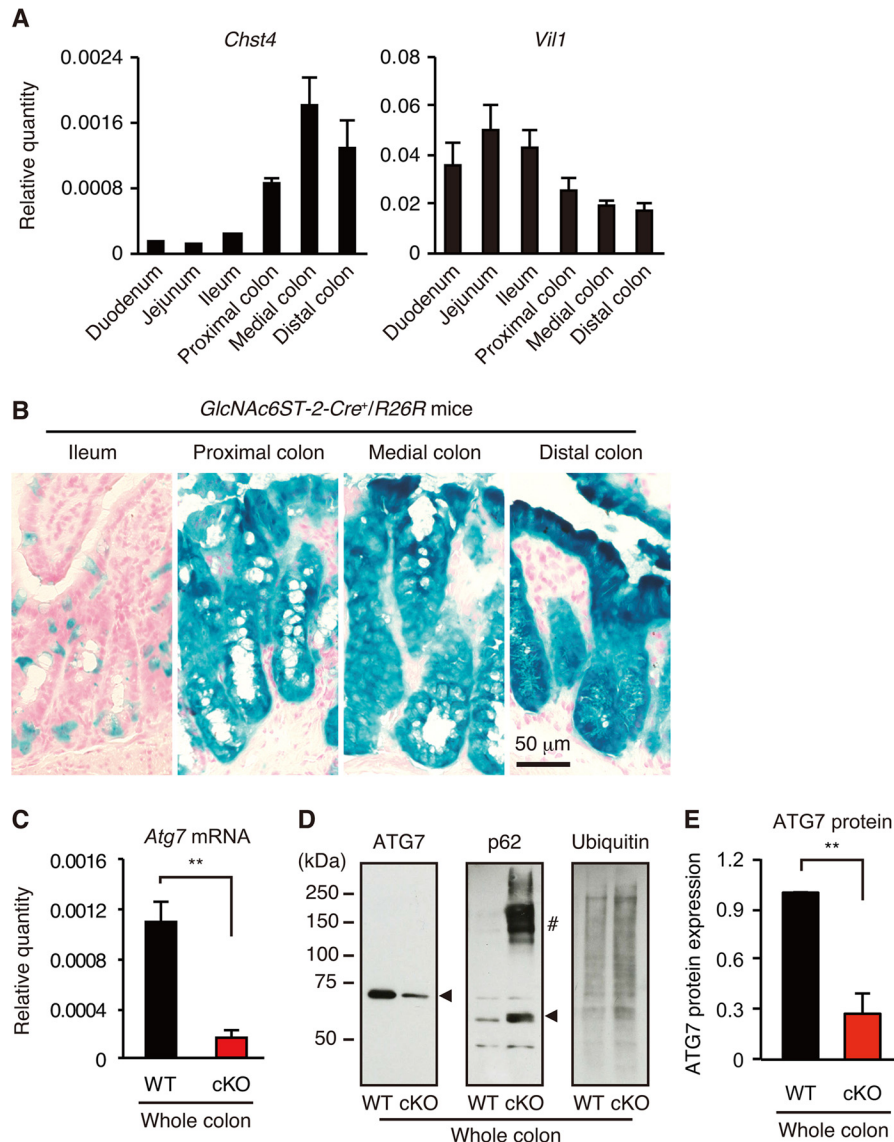 A
Chst4
Vil1
Relative quantity
0.0024
0.0016
0.0008
0
0.08
0.06
0.04
0.02
0
Duodenum
Jejunum
Ileum
Proximal colon
Medial colon
Distal colon
Duodenum
Jejunum
Ileum
Proximal colon
Medial colon
Distal colon
B
GlcNAc6ST-2-Cre⁺/R26R mice
Ileum Proximal colon Medial colon Distal colon
50 μm
C
Atg7 mRNA
Relative quantity
0.0016
0.0012
0.0008
0.0004
0
**
WT cKO
Whole colon
D
ATG7 p62 Ubiquitin
(kDa)
250
150
100
75
50
#
WT cKO WT cKO WT cKO
Whole colon
E
ATG7 protein
ATG7 protein expression
1.2
0.9
0.6
0.3
0
**
WT cKO
Whole colon